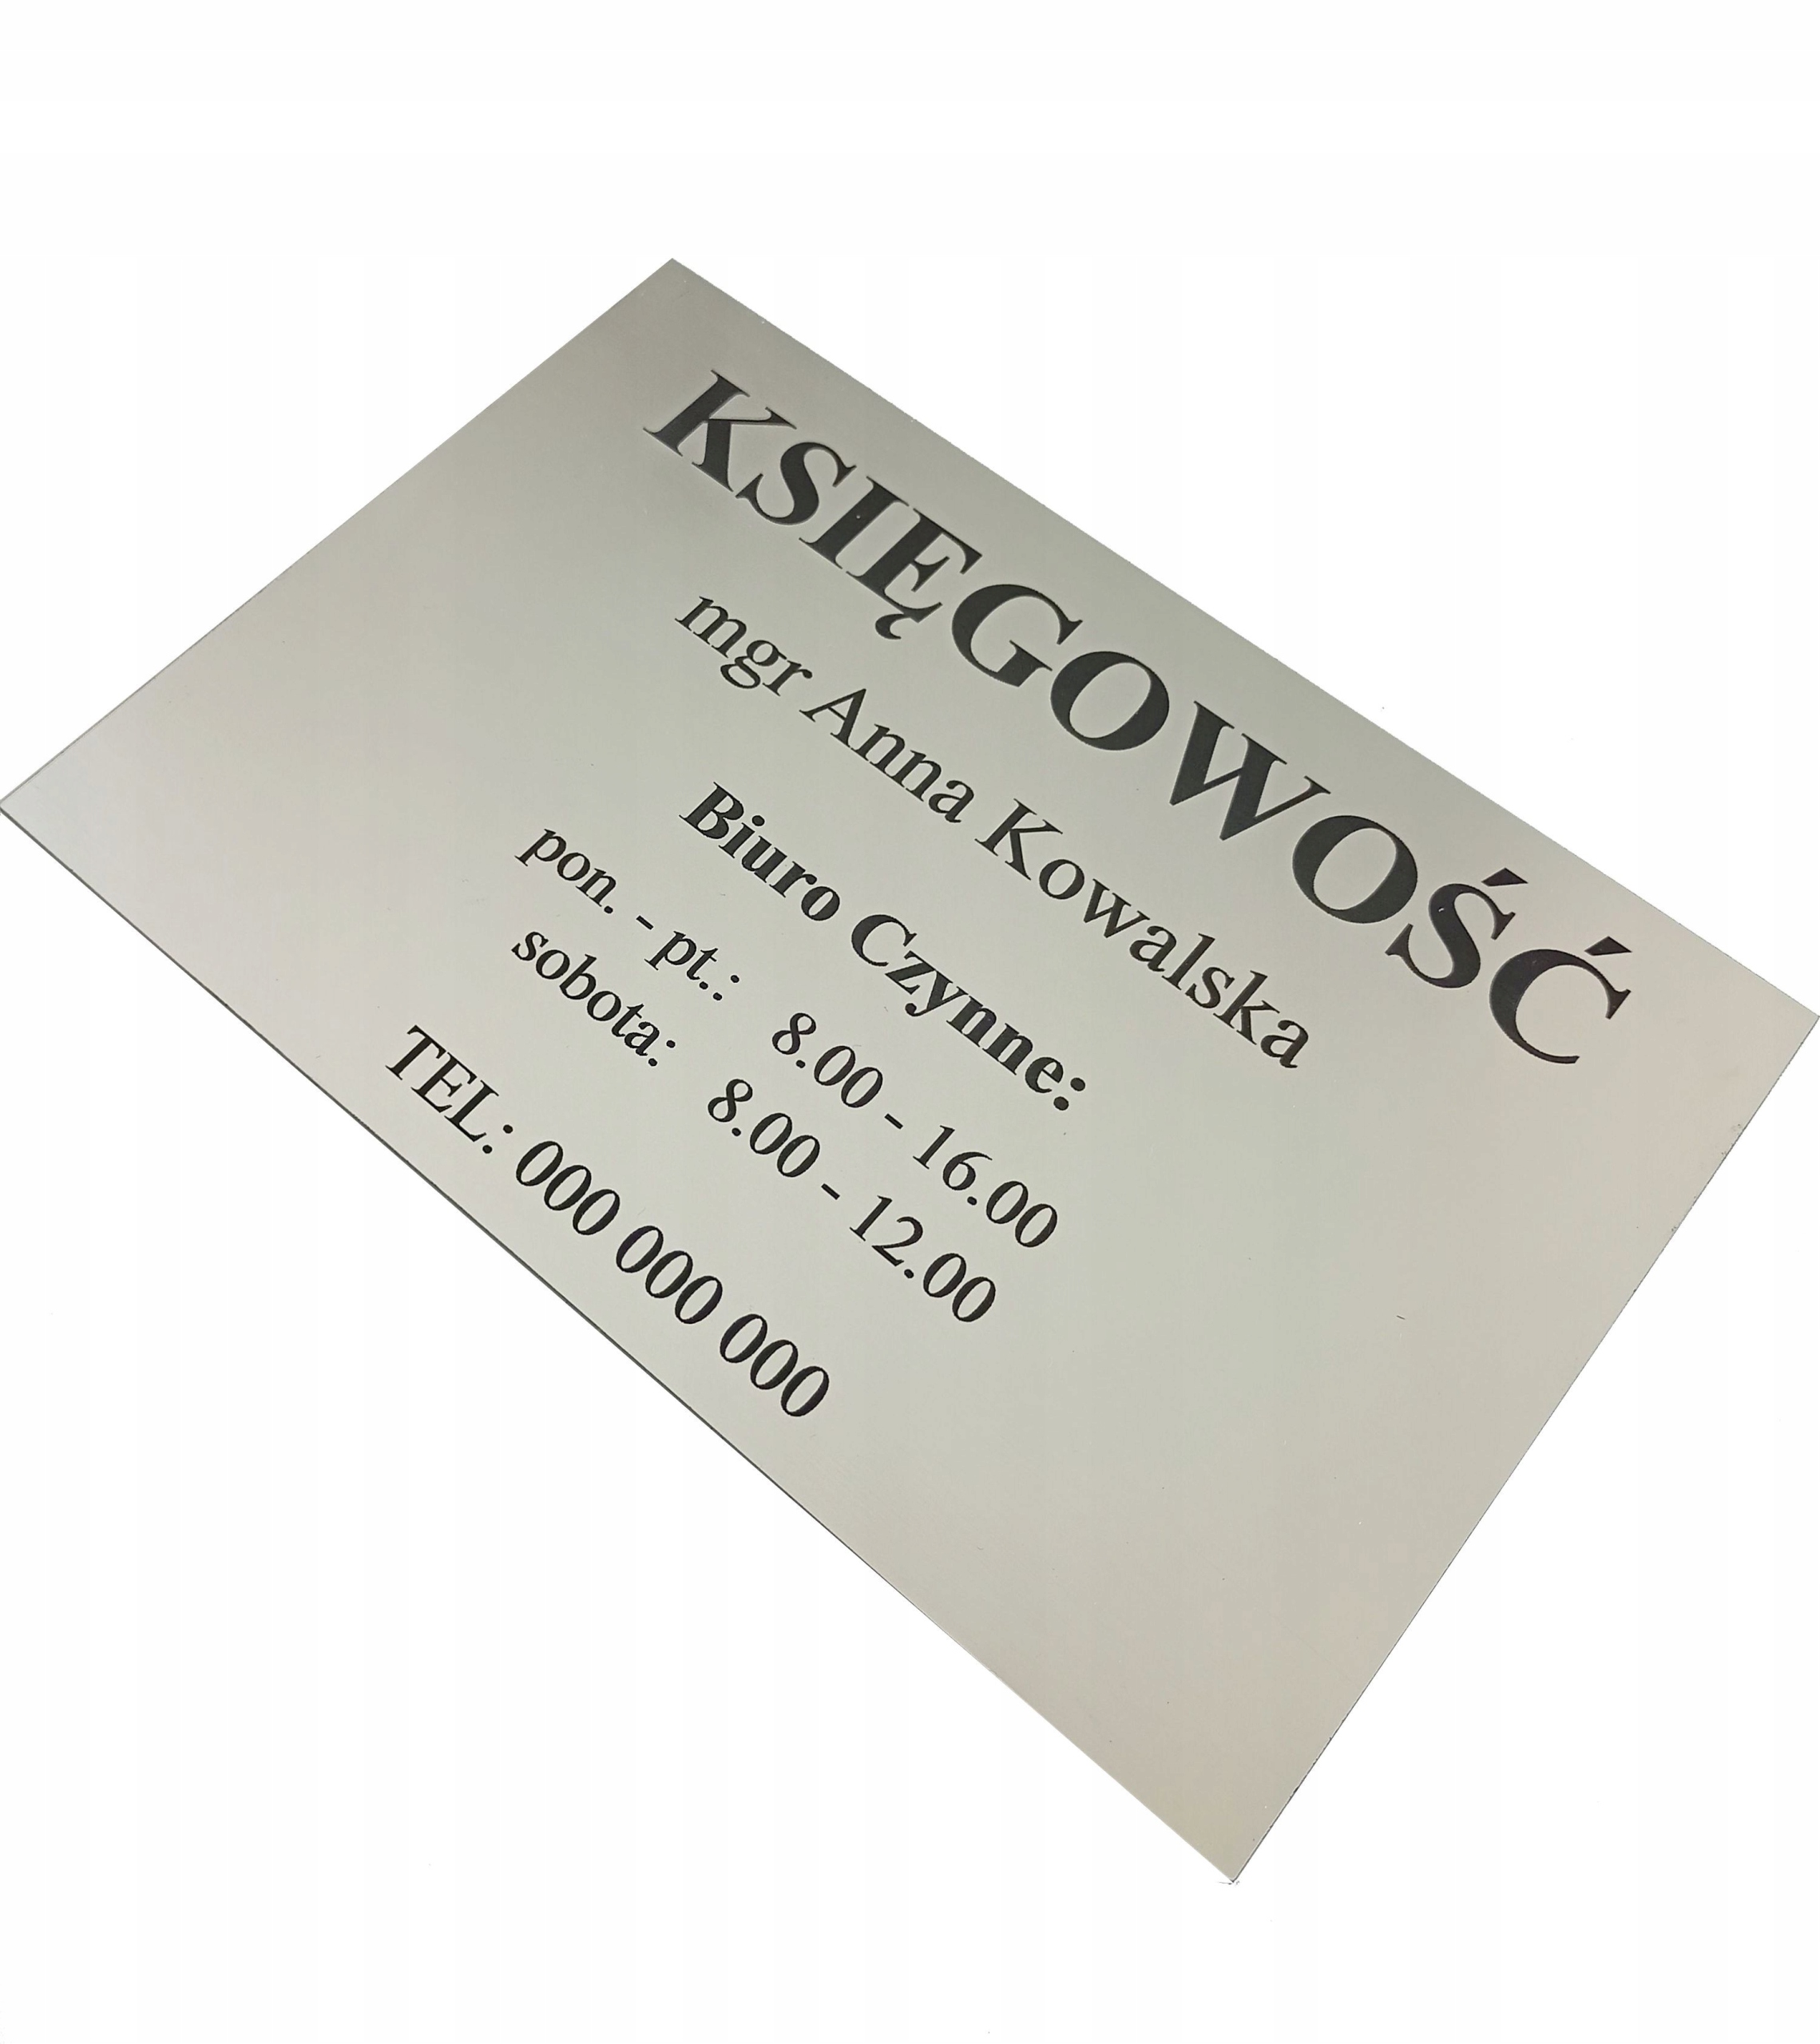 KSIĘGOWOŚĆ
mgr Anna Kowalska
Biuro Czynne:
pon. - pt.: 8.00 - 16.00
sobota: 8.00 - 12.00
TEL: 000 000 000